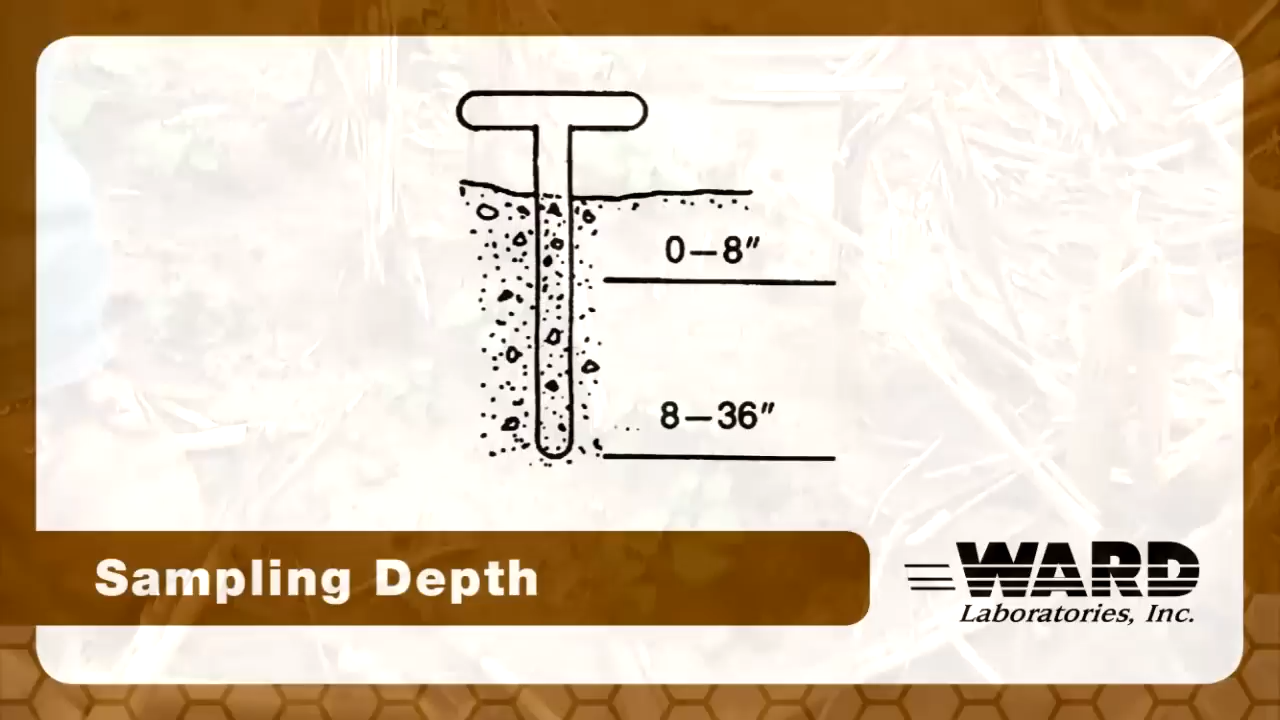 0–8″
8–36″
Sampling Depth
WARD
Laboratories, Inc.